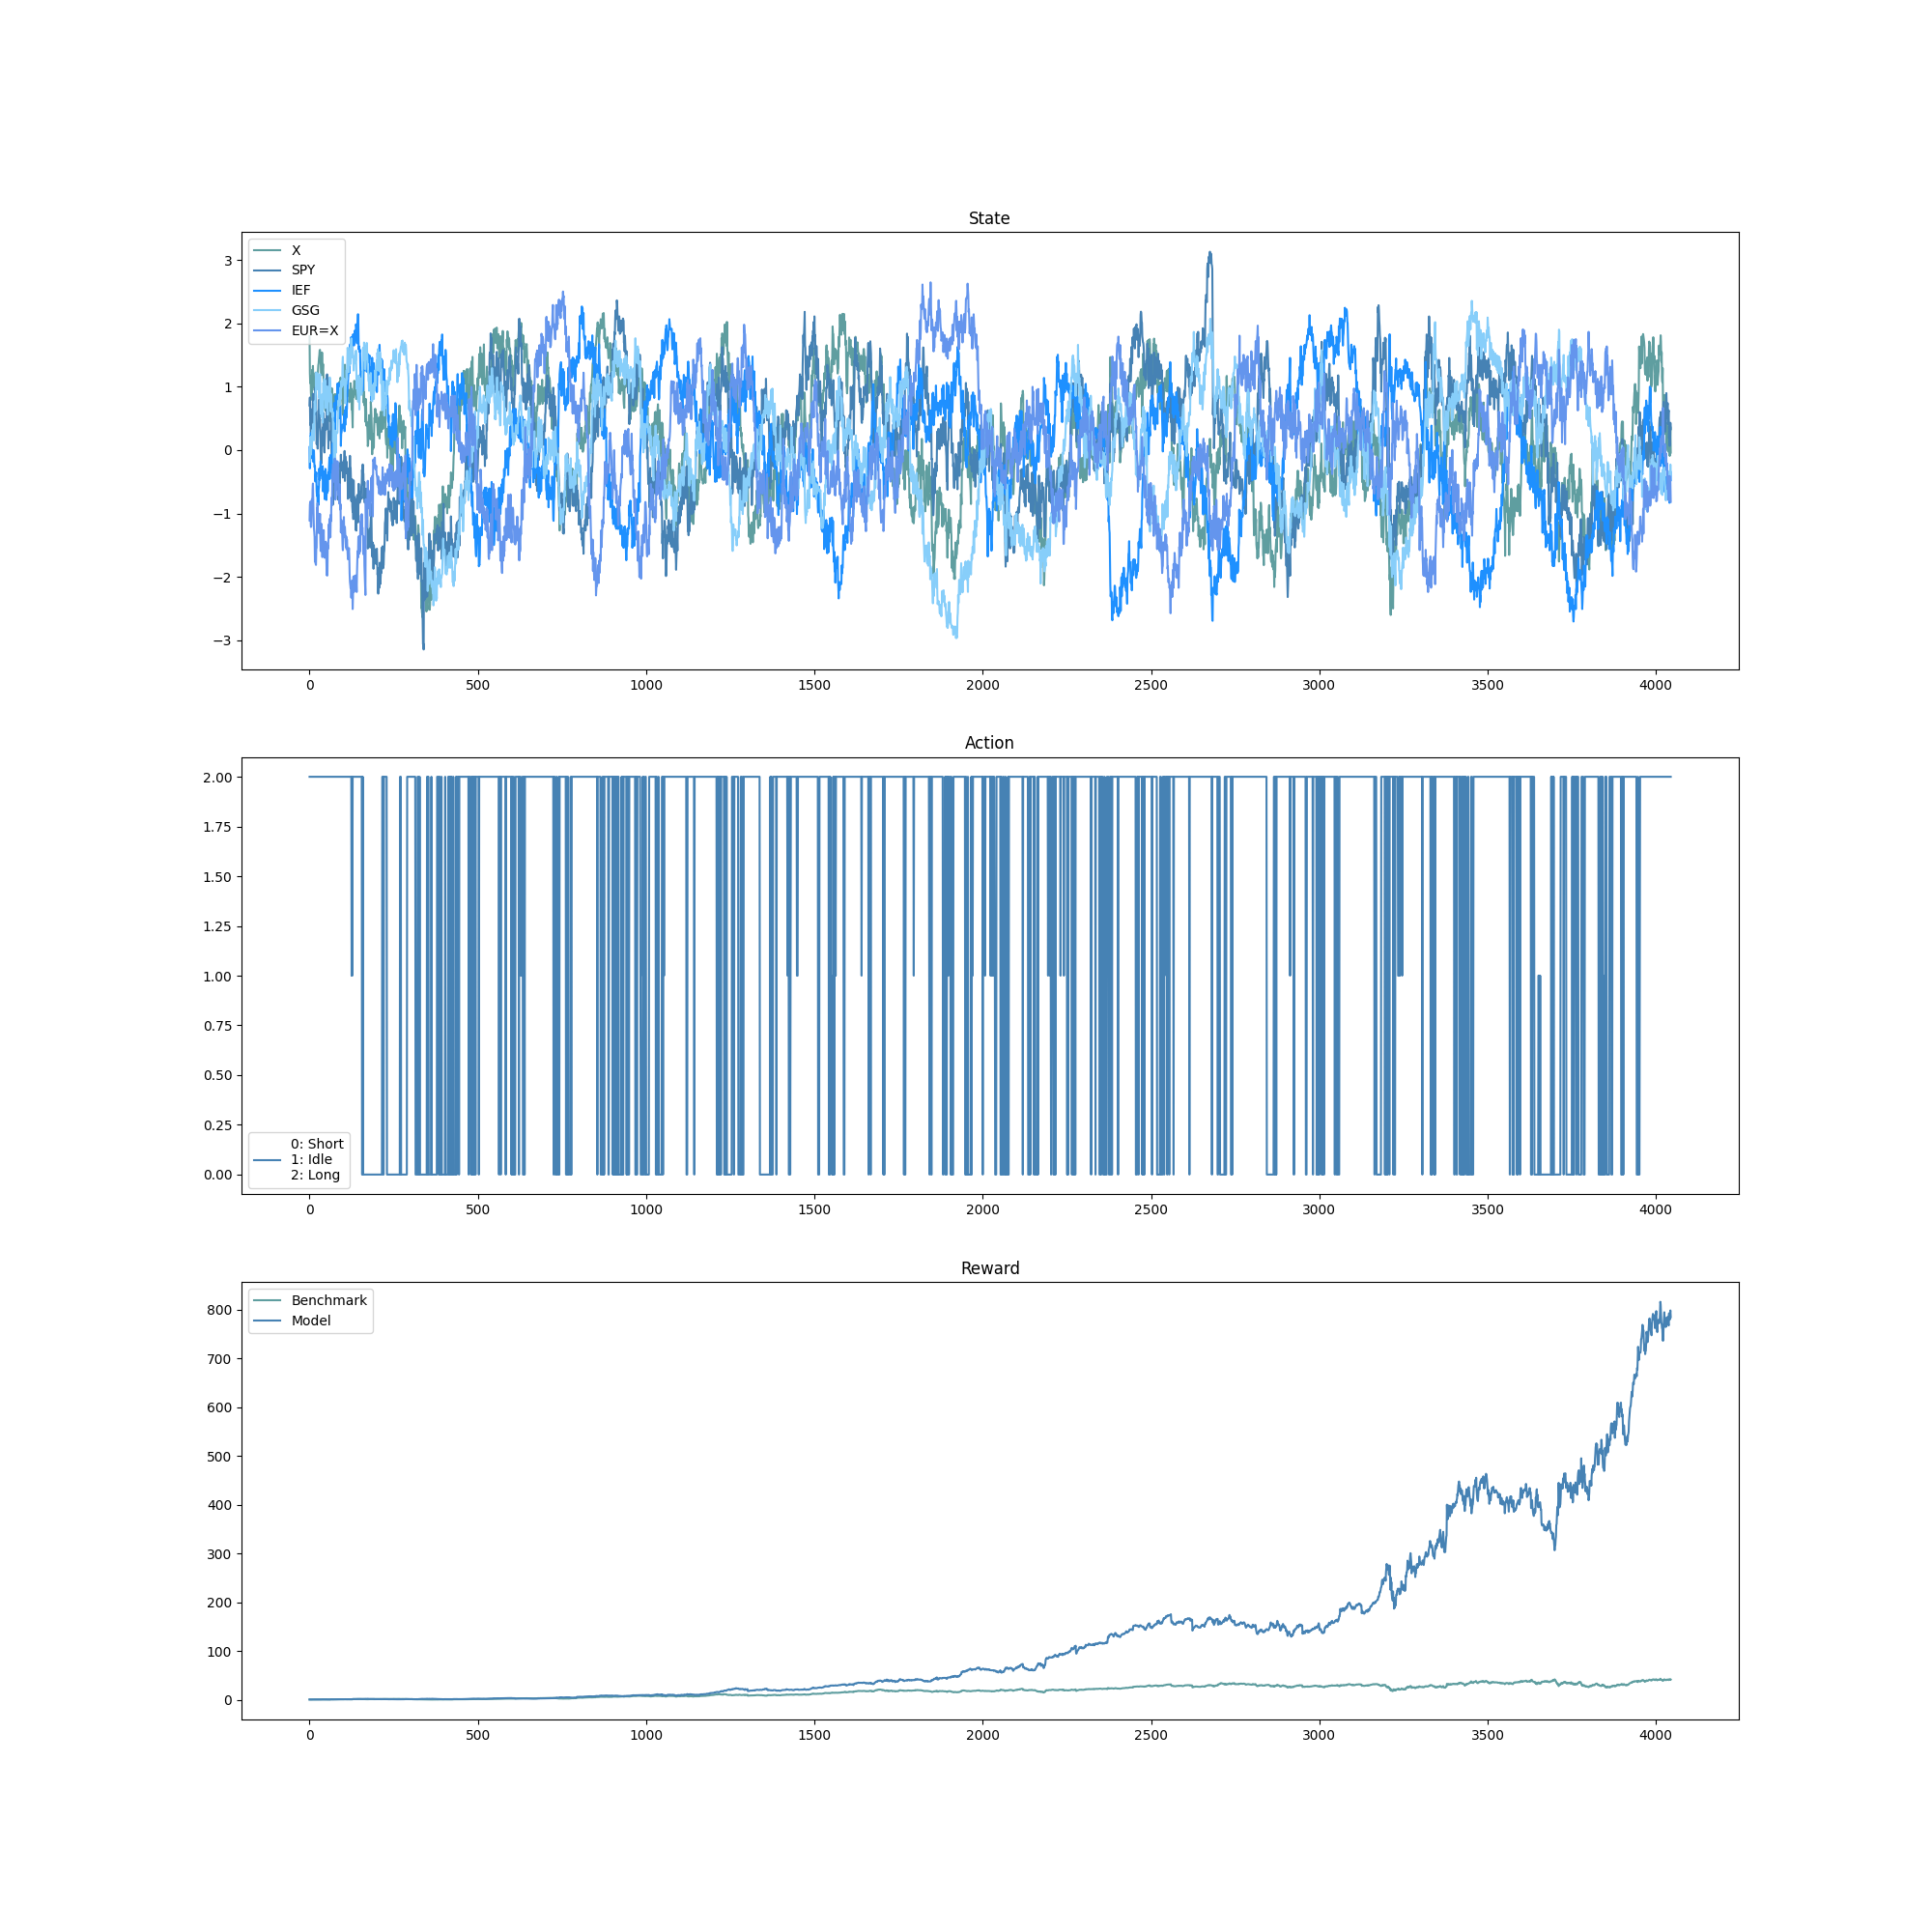 State
X
SPY
IEF
GSG
EUR=X
3
2
1
0
−1
−2
−3
0 500 1000 1500 2000 2500 3000 3500 4000
Action
2.00
1.75
1.50
1.25
1.00
0.75
0.50
0.25
0.00
0: Short
1: Idle
2: Long
0 500 1000 1500 2000 2500 3000 3500 4000
Reward
Benchmark
Model
800
700
600
500
400
300
200
100
0
0 500 1000 1500 2000 2500 3000 3500 4000